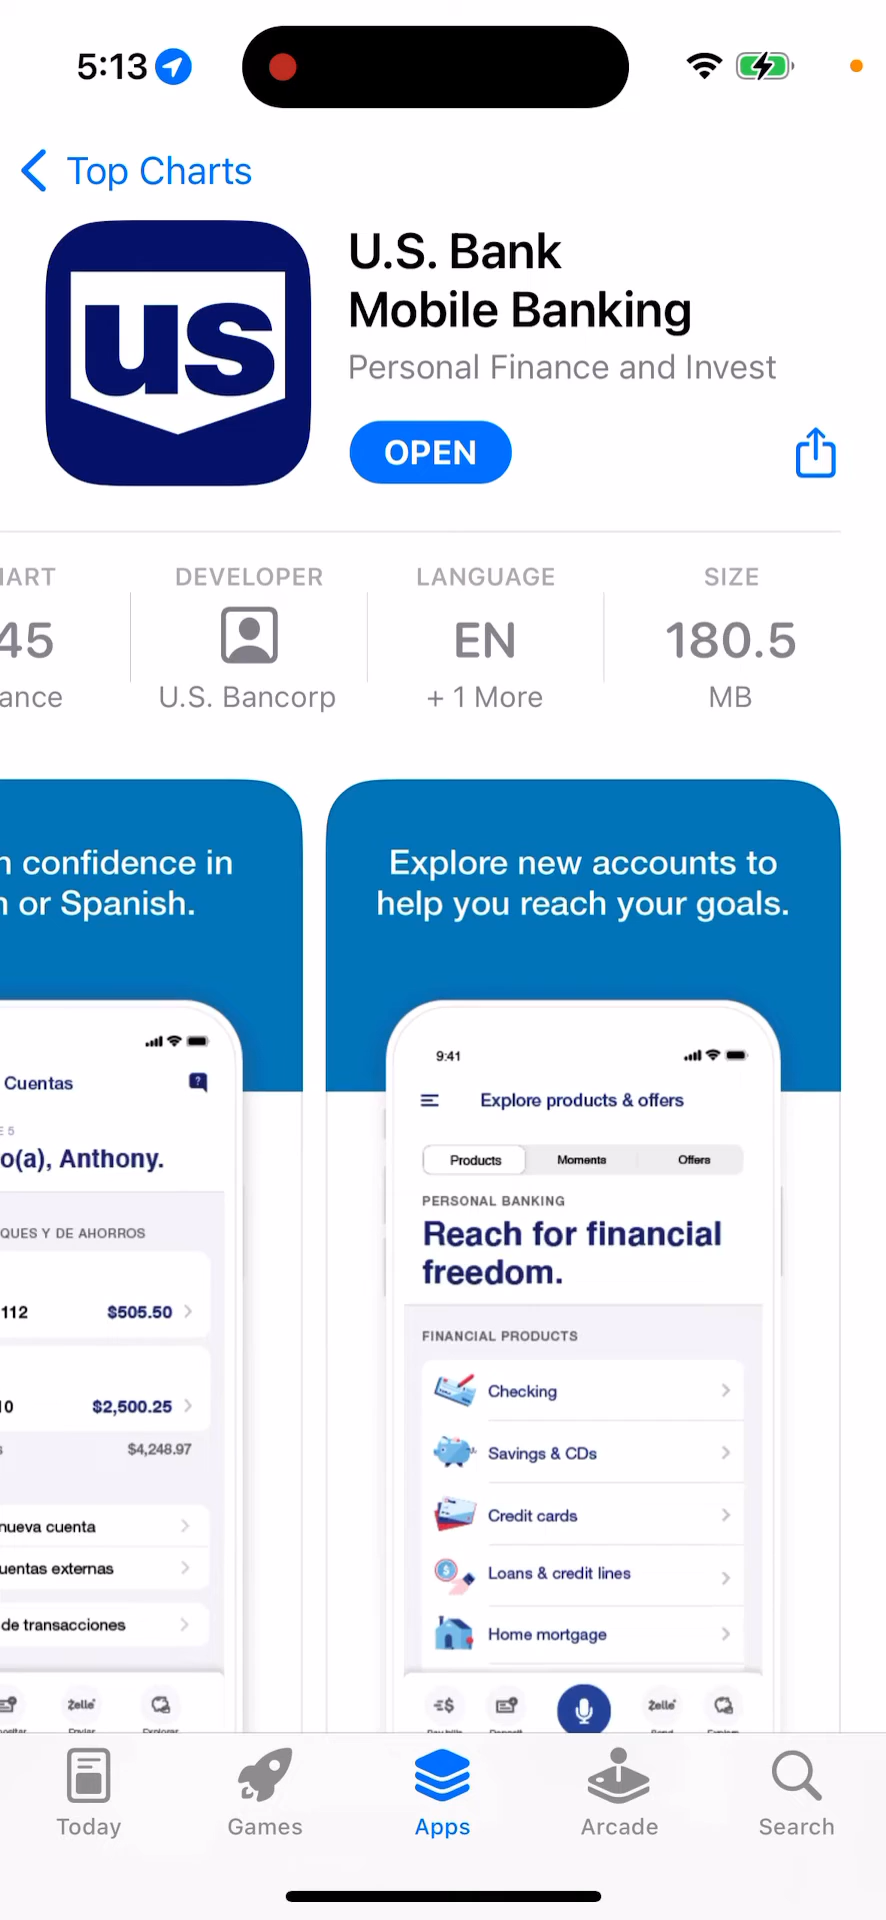 5:13
Top Charts
us
U.S. Bank
Mobile Banking
Personal Finance and Invest
OPEN
DEVELOPER
LANGUAGE
SIZE
45
EN
180.5
U.S. Bancorp
+ 1 More
MB
confidence in
or Spanish.
Cuentas
o(a), Anthony.
QUES Y DE AHORROS
112
$505.50
$2,500.25
$4,248.97
nueva cuenta
uentas externas
de transacciones
Zelle
Enviar
Explorar
Explore new accounts to
help you reach your goals.
9:41
Explore products & offers
Products
Moments
Offers
PERSONAL BANKING
Reach for financial
freedom.
FINANCIAL PRODUCTS
Checking
Savings & CDs
Credit cards
Loans & credit lines
Home mortgage
Zelle
Today
Games
Apps
Arcade
Search